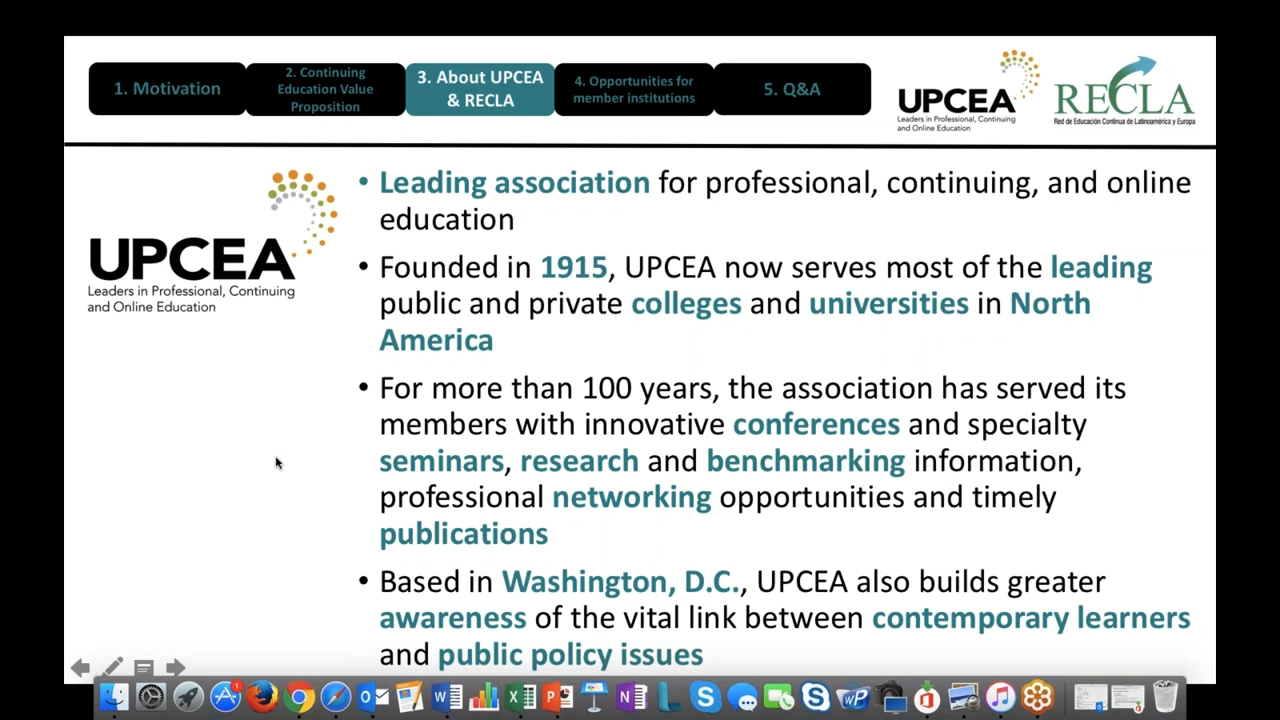 1. Motivation
2. Continuing
Education Value
Proposition
3. About UPCEA
& RECLA
4. Opportunities for
member institutions
5. Q&A
UPCEA
Leaders in Professional, Continuing
and Online Education
RECLA
Red de Educación Continua de Latinoamérica y Europa
UPCEA
Leaders in Professional, Continuing
and Online Education
• Leading association for professional, continuing, and online
education
• Founded in 1915, UPCEA now serves most of the leading
public and private colleges and universities in North
America
• For more than 100 years, the association has served its
members with innovative conferences and specialty
seminars, research and benchmarking information,
professional networking opportunities and timely
publications
• Based in Washington, D.C., UPCEA also builds greater
awareness of the vital link between contemporary learners
and public policy issues